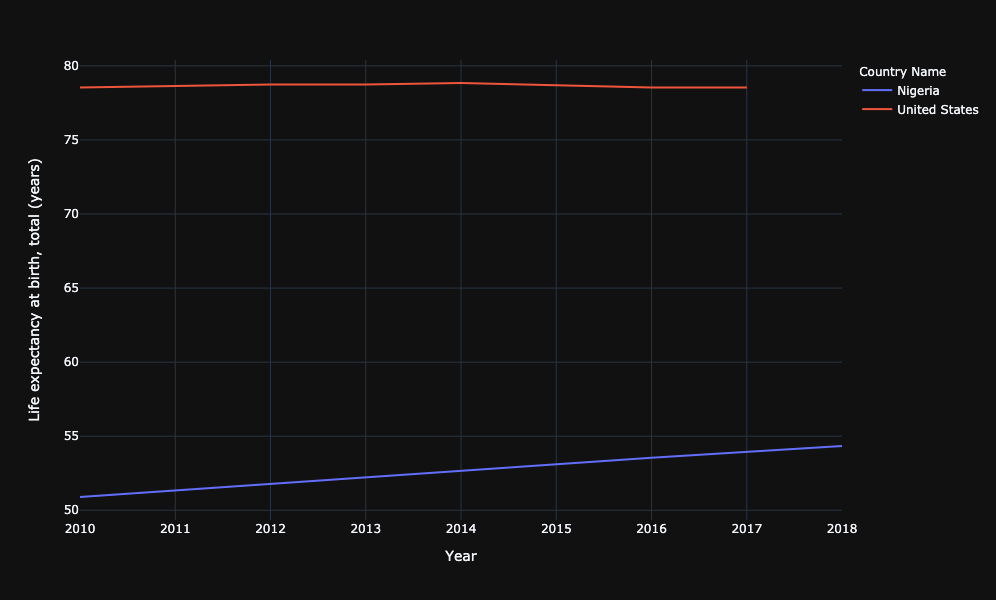 80
75
70
65
60
55
50
Life expectancy at birth, total (years)
2010 2011 2012 2013 2014 2015 2016 2017 2018
Year
Country Name
Nigeria
United States